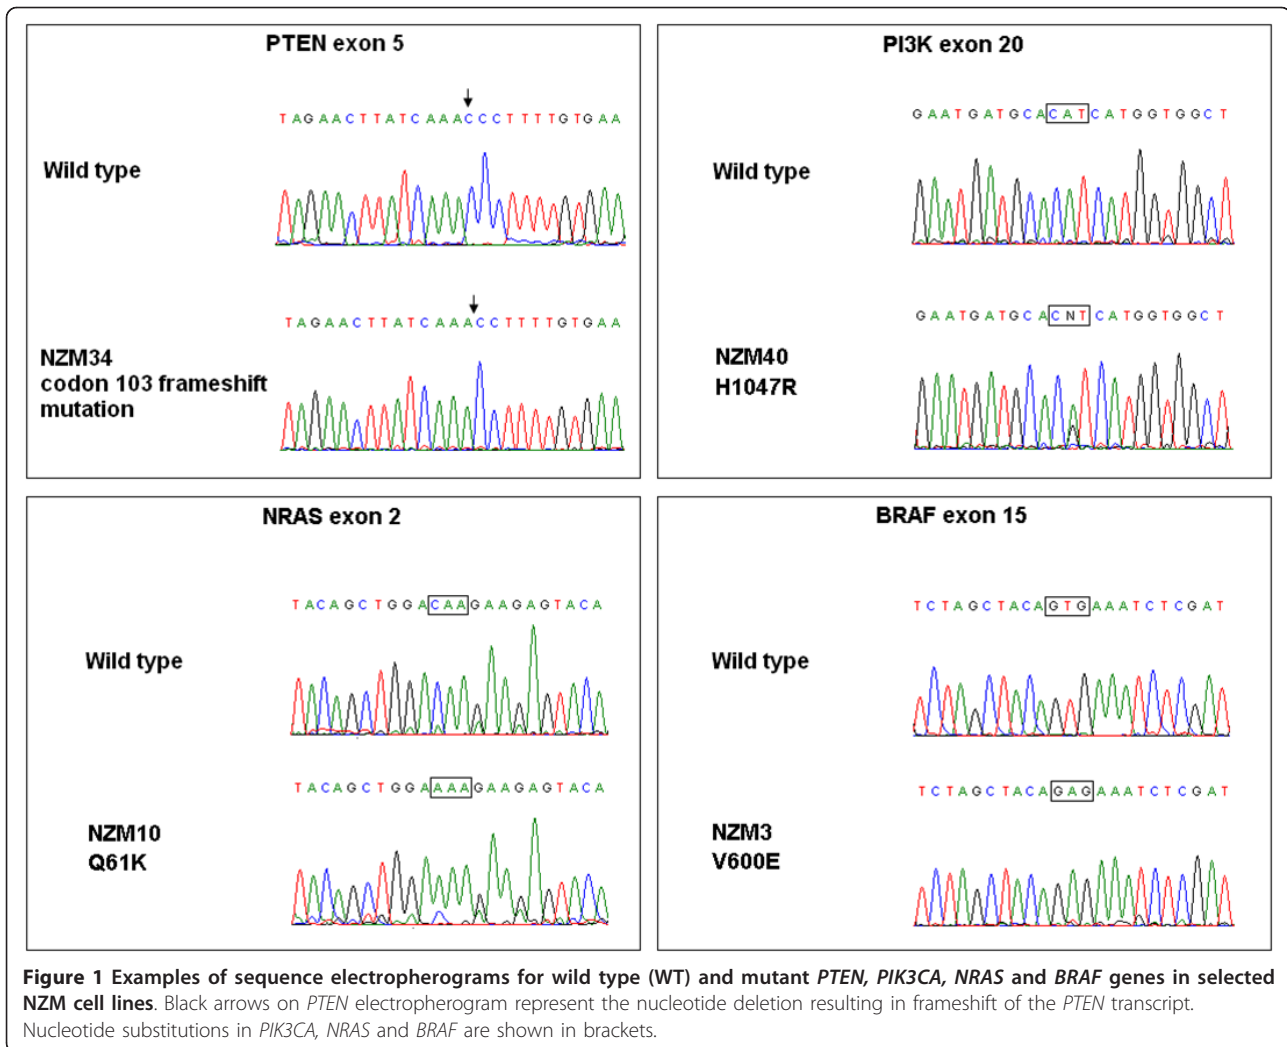 PTEN exon 5
TAGAACTTATCAAACCCTTTTGTGAA
Wild type
TAGAACTTATCAAACCTTTTGTGAA
NZM34
codon 103 frameshift
mutation
PI3K exon 20
GAATGATGCACATCATGGTGGCT
Wild type
GAATGATGCACNTCATGGTGGCT
NZM40
H1047R
NRAS exon 2
TACAGCTGGACAAGAAGAGTACA
Wild type
TACAGCTGGAAAAGAAGAGTACA
NZM10
Q61K
BRAF exon 15
TCTAGCTACAGTGAAATCTCGAT
Wild type
TCTAGCTACAGAGAAATCTCGAT
NZM3
V600E
Figure 1 Examples of sequence electropherograms for wild type (WT) and mutant PTEN, PIK3CA, NRAS and BRAF genes in selected
NZM cell lines. Black arrows on PTEN electropherogram represent the nucleotide deletion resulting in frameshift of the PTEN transcript.
Nucleotide substitutions in PIK3CA, NRAS and BRAF are shown in brackets.